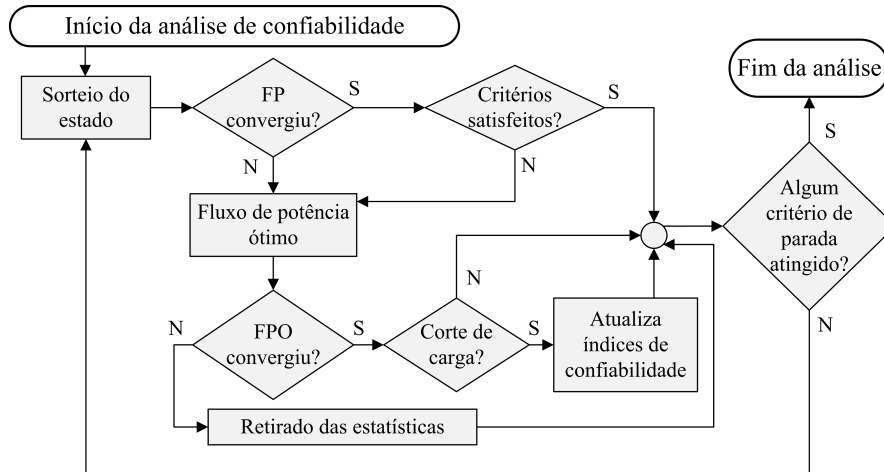 Início da análise de confiabilidade
Sorteio do
estado
FP
convergiu?
S
N
Critérios
satisfeitos?
S
N
Fluxo de potência
ótimo
FPO
convergiu?
N
S
Corte de
carga?
N
S
Atualiza
índices de
confiabilidade
Retirado das estatísticas
Algum
critério de
parada
atingido?
S
N
Fim da análise